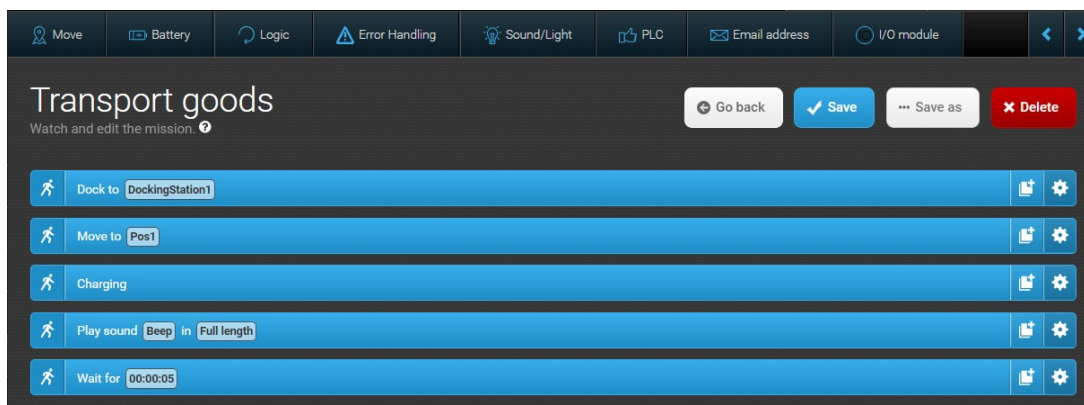 Move Battery Logic Error Handling Sound/Light PLC Email address I/O module
Transport goods
Watch and edit the mission. ?
Go back Save Save as Delete
Dock to DockingStation1
Move to Pos1
Charging
Play sound Beep in Full length
Wait for 00:00:05